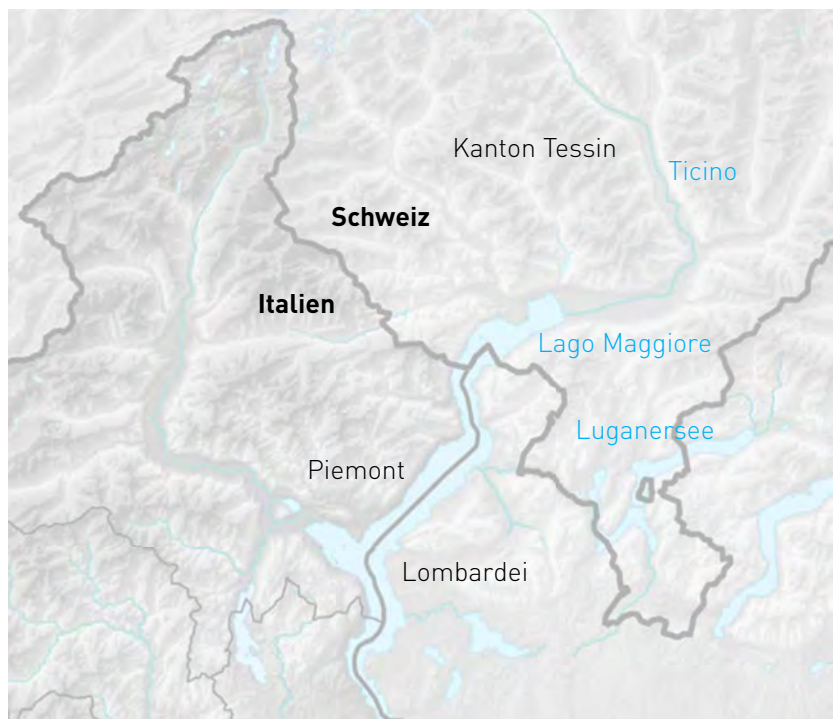 Kanton Tessin
Ticino
Schweiz
Italien
Lago Maggiore
Luganersee
Piemont
Lombardei